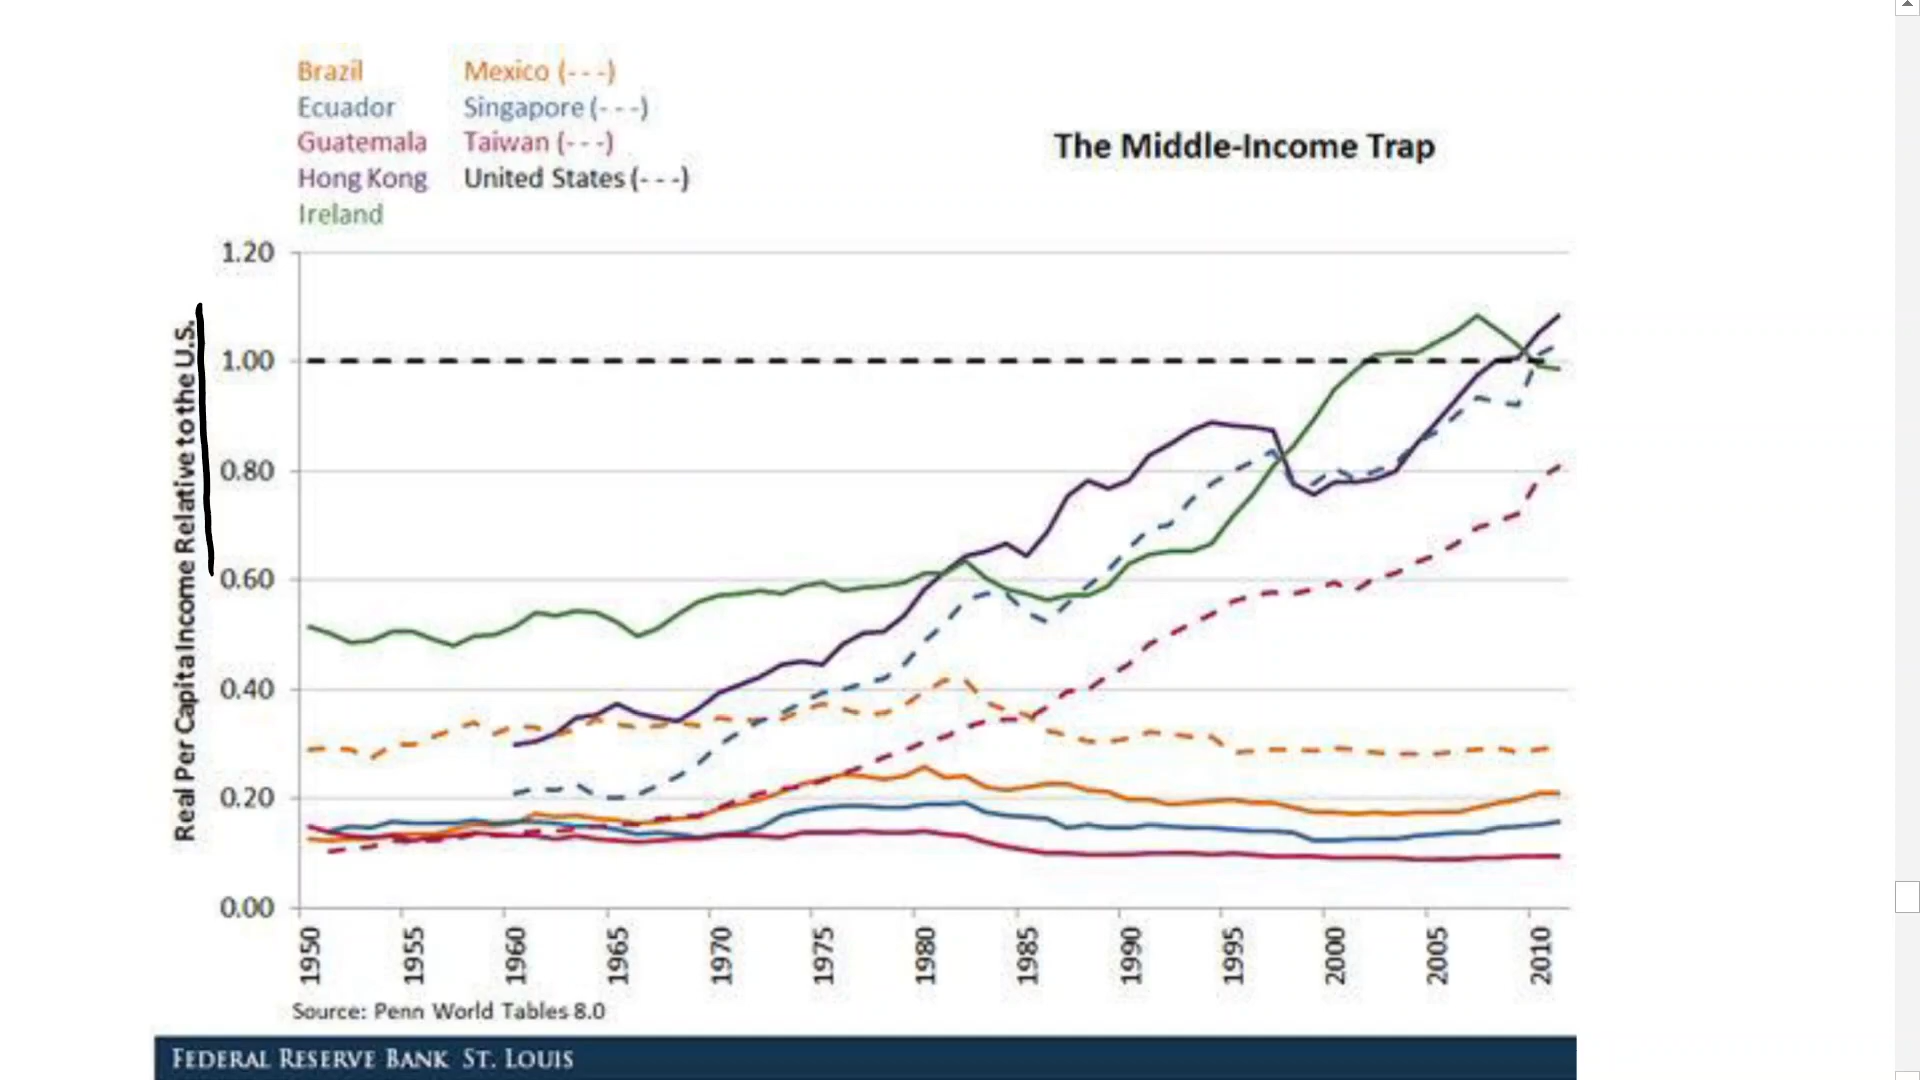 Brazil Mexico (---)
Ecuador Singapore (---)
Guatemala Taiwan (---)
Hong Kong United States (---)
Ireland
The Middle-Income Trap
Real Per Capita Income Relative to the U.S.
1.20
1.00
0.80
0.60
0.40
0.20
0.00
1950 1955 1960 1965 1970 1975 1980 1985 1990 1995 2000 2005 2010
Source: Penn World Tables 8.0
FEDERAL RESERVE BANK ST. LOUIS